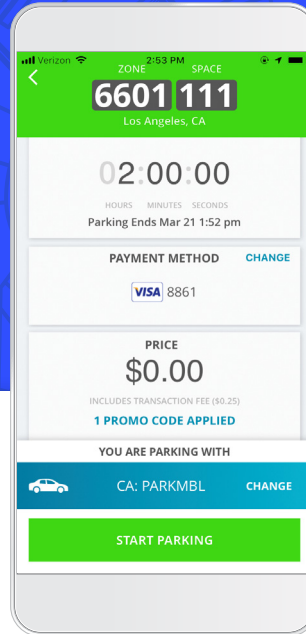 Verizon 2:53 PM
ZONE SPACE
6601 111
Los Angeles, CA
02:00:00
HOURS MINUTES SECONDS
Parking Ends Mar 21 1:52 pm
PAYMENT METHOD CHANGE
VISA 8861
PRICE
$0.00
INCLUDES TRANSACTION FEE ($0.25)
1 PROMO CODE APPLIED
YOU ARE PARKING WITH
CA: PARKMBL CHANGE
START PARKING